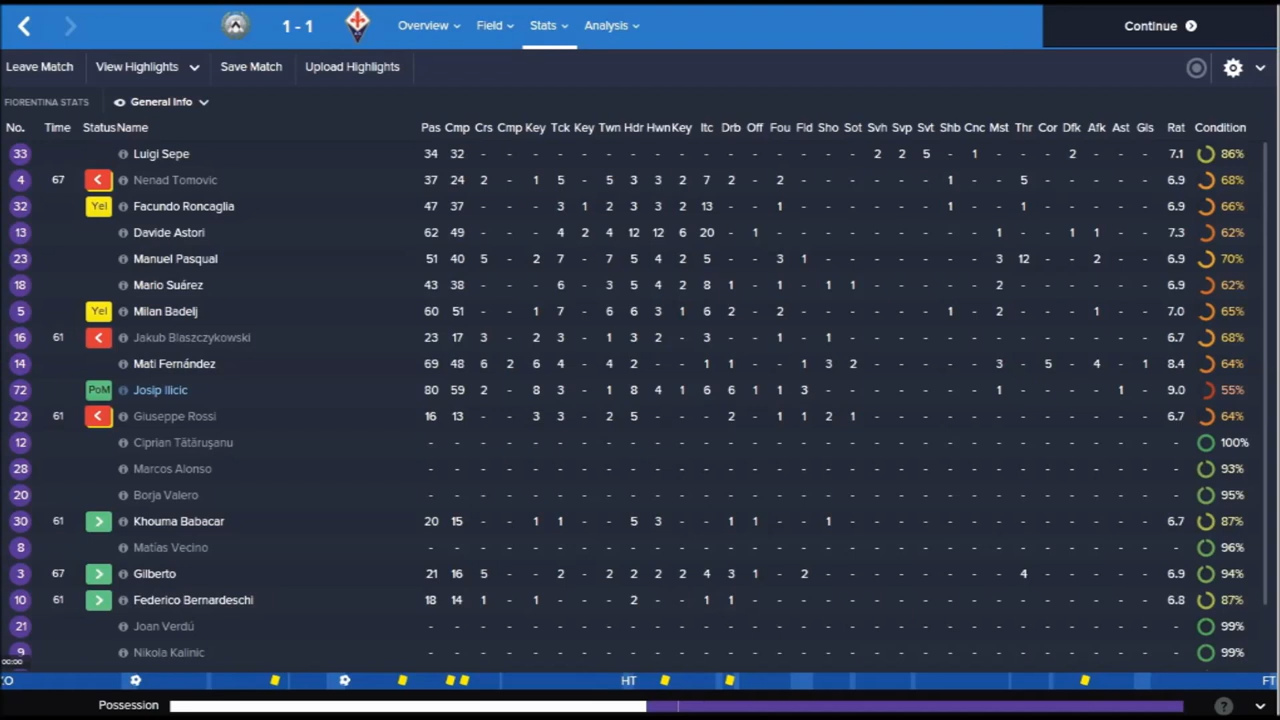 1 - 1 Overview Field Stats Analysis Continue
Leave Match View Highlights Save Match Upload Highlights
FIORENTINA STATS General Info
No. Time Status Name Pas Cmp Crs Cmp Key Tck Key Twn Hdr Hwn Key Itc Drb Off Fou Fld Sho Sot Svh Svp Svt Shb Cnc Mst Thr Cor Dfk Afk Ast Gls Rat Condition
33 Luigi Sepe 34 32 - - - - - - - - - - - - - - - - 2 2 5 - 1 - - - 2 - - - 7.1 86%
4 67 < Nenad Tomovic 37 24 2 - 1 5 - 5 3 3 2 7 2 - 2 - - - - - - 1 - - 5 - - - - - 6.9 68%
32 Yel Facundo Roncaglia 47 37 - - - 3 1 2 3 3 2 13 - - 1 - - - - - - 1 - - 1 - - - - - 6.9 66%
13 Davide Astori 62 49 - - - 4 2 4 12 12 6 20 - 1 - - - - - - - - - 1 - - 1 1 - - 7.3 62%
23 Manuel Pasqual 51 40 5 - 2 7 - 7 5 4 2 5 - - 3 1 - - - - - - - 3 12 - - 2 - - 6.9 70%
18 Mario Suárez 43 38 - - - 6 - 3 5 4 2 8 1 - 1 - 1 1 - - - - - 2 - - - - - - 6.9 62%
5 Yel Milan Badelj 60 51 - - 1 7 - 6 6 3 1 6 2 - 2 - - - - - - 1 - 2 - - - 1 - - 7.0 65%
16 61 < Jakub Blaszczykowski 23 17 3 - 2 3 - 1 3 2 - 3 - - 1 - 1 - - - - - - - - - - - - - 6.7 68%
14 Mati Fernández 69 48 6 2 6 4 - 4 2 - - 1 1 - - 1 3 2 - - - - - 3 - 5 - 4 - 1 8.4 64%
72 PoM Josip Ilicic 80 59 2 - 8 3 - 1 8 4 1 6 6 1 1 3 - - - - - - - 1 - - - - 1 - 9.0 55%
22 61 < Giuseppe Rossi 16 13 - - 3 3 - 2 5 - - - 2 - 1 1 2 1 - - - - - - - - - - - - 6.7 64%
12 Ciprian Tătărușanu - - - - - - - - - - - - - - - - - - - - - - - - - - - - - - - 100%
28 Marcos Alonso - - - - - - - - - - - - - - - - - - - - - - - - - - - - - - - 93%
20 Borja Valero - - - - - - - - - - - - - - - - - - - - - - - - - - - - - - - 95%
30 61 > Khouma Babacar 20 15 - - 1 1 - - 5 3 - - 1 1 - - 1 - - - - - - - - - - - - - 6.7 87%
8 Matías Vecino - - - - - - - - - - - - - - - - - - - - - - - - - - - - - - - 96%
3 67 > Gilberto 21 16 5 - - 2 - 2 2 2 2 4 3 1 - 2 - - - - - - - - 4 - - - - - 6.9 94%
10 61 > Federico Bernardeschi 18 14 1 - 1 - - - 2 - - 1 1 - - - - - - - - - - - - - - - - - 6.8 87%
21 Joan Verdú - - - - - - - - - - - - - - - - - - - - - - - - - - - - - - - 99%
9 Nikola Kalinic - - - - - - - - - - - - - - - - - - - - - - - - - - - - - - - 99%
00:00
KO HT FT
Possession ?